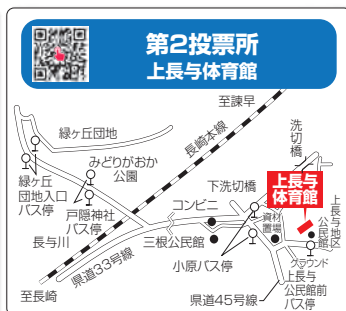 第2投票所
上長与体育館
至諫早
洗切橋
長崎本線
緑ヶ丘団地
みどりがおか
公園
緑ヶ丘
団地入口
バス停
戸隠神社
バス停
下洗切橋
上長与
体育館
コンビニ
長与川
三根公民館
資材
置場
上長与地区
公民館
県道33号線
小原バス停
グラウンド
上長与
公民館前
バス停
至長崎
県道45号線